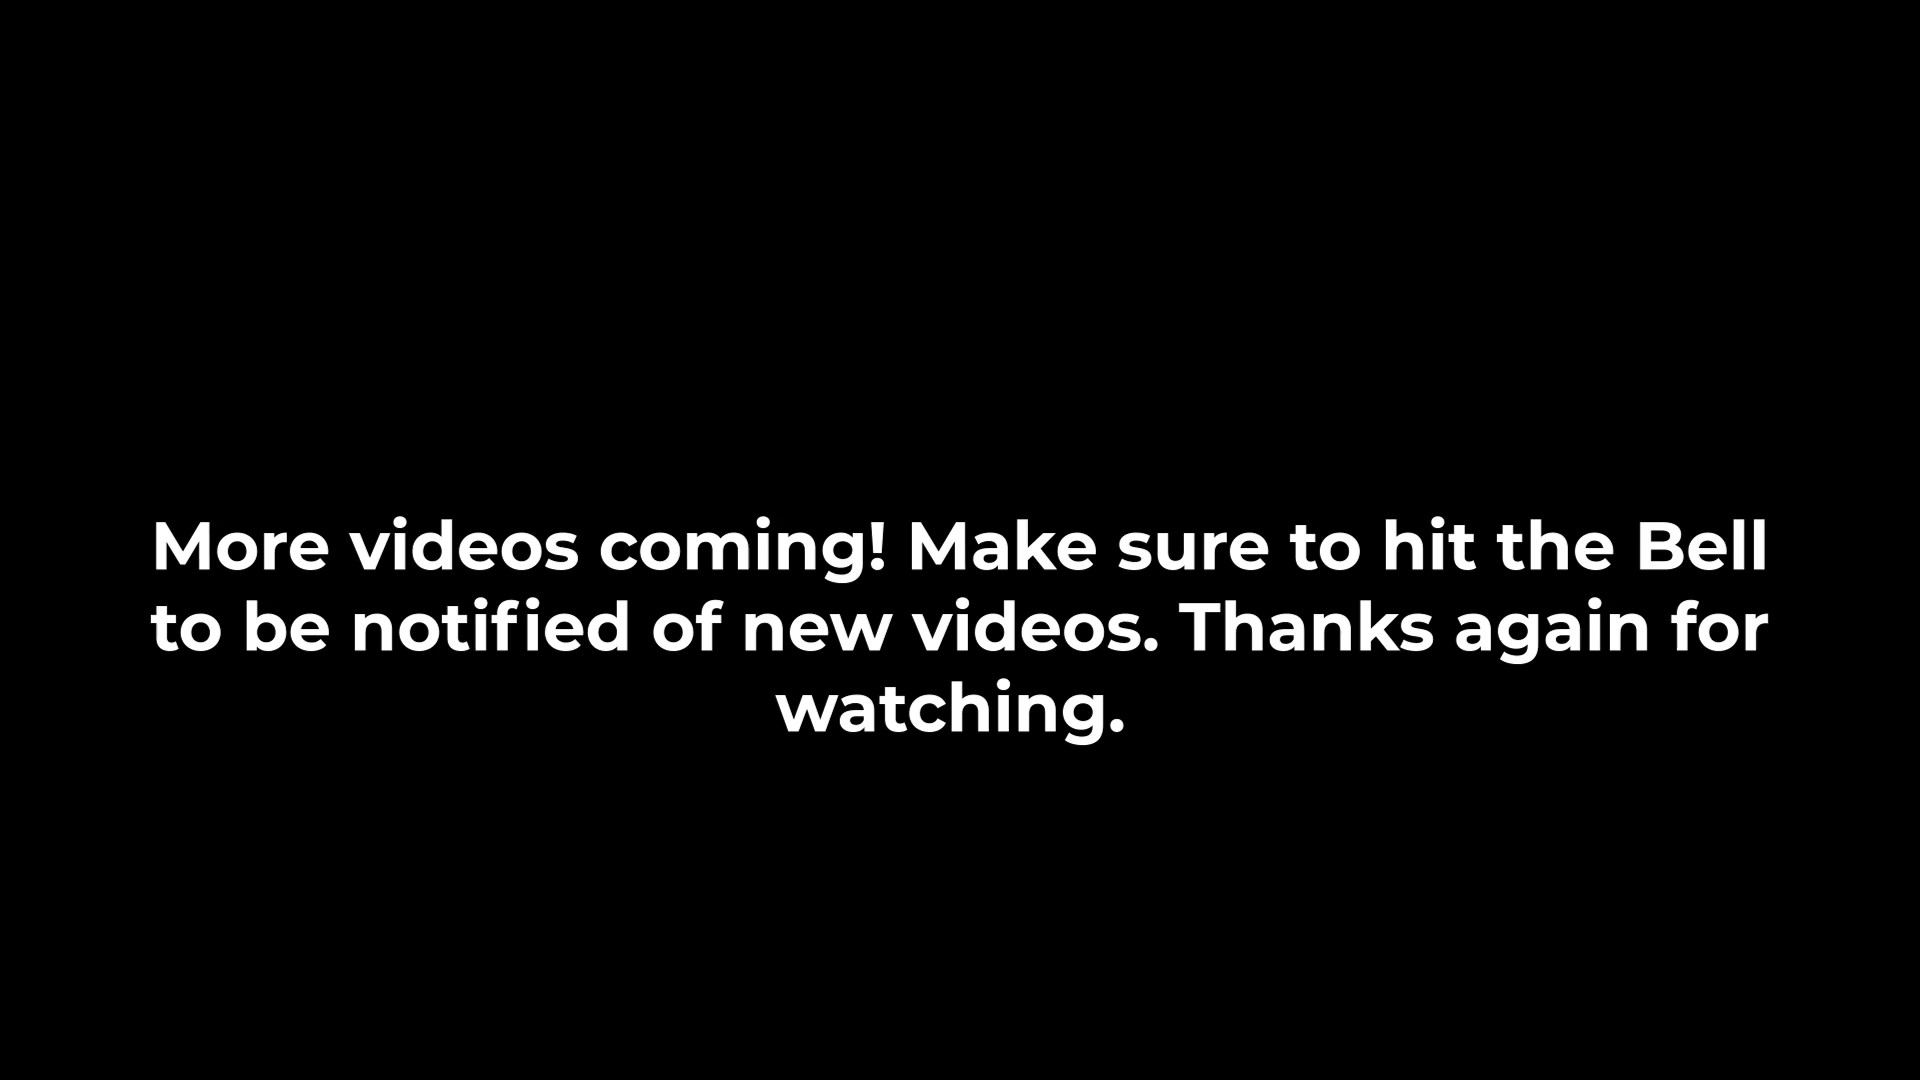 More videos coming! Make sure to hit the Bell
to be notified of new videos. Thanks again for
watching.